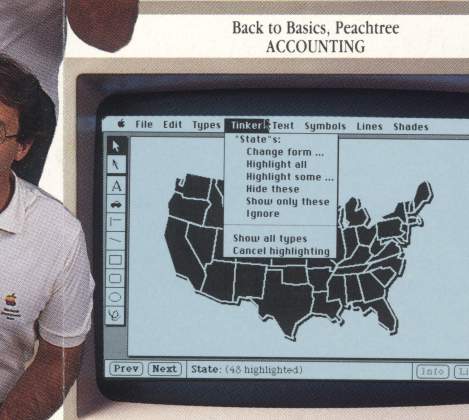 Back to Basics, Peachtree
ACCOUNTING
File Edit Types Tinker Text Symbols Lines Shades
"State"s:
Change form ...
Highlight all
Highlight some ...
Hide these
Show only these
Ignore
Show all types
Cancel highlighting
A
Prev Next State: (48 highlighted) Info